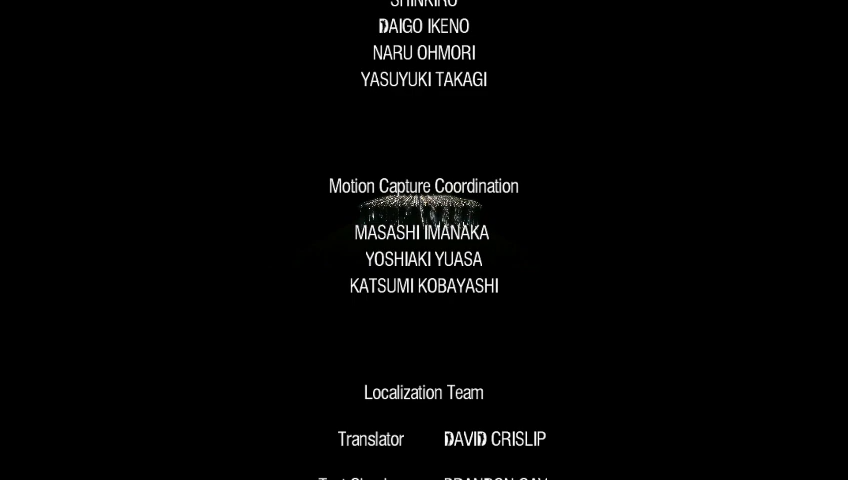 SHINKIRO
DAIGO IKENO
NARU OHMORI
YASUYUKI TAKAGI
Motion Capture Coordination
MASASHI IMANAKA
YOSHIAKI YUASA
KATSUMI KOBAYASHI
Localization Team
Translator DAVID CRISLIP